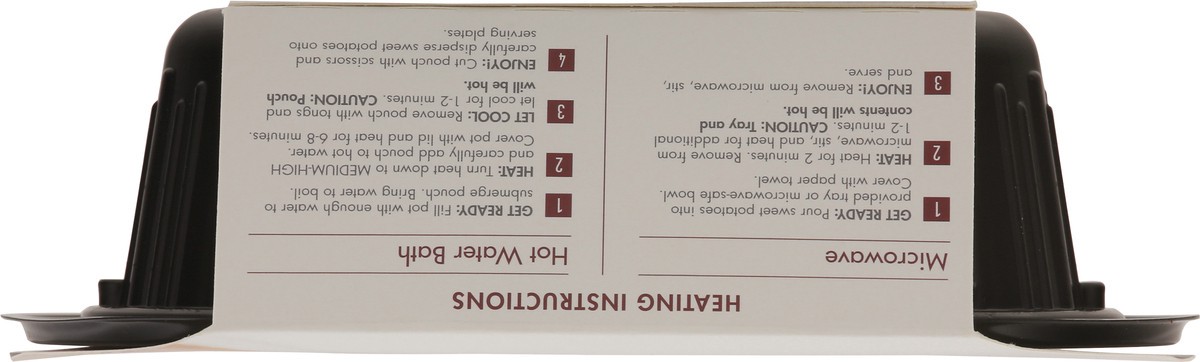 HEATING INSTRUCTIONS
Microwave
1 GET READY: Pour sweet potatoes into
provided tray or microwave-safe bowl.
Cover with paper towel.
2 HEAT: Heat for 2 minutes. Remove from
microwave, stir, and heat for additional
1-2 minutes. CAUTION: Tray and
contents will be hot.
3 ENJOY!: Remove from microwave, stir,
and serve.
Hot Water Bath
1 GET READY: Fill pot with enough water to
submerge pouch. Bring water to boil.
2 HEAT: Turn heat down to MEDIUM-HIGH
and carefully add pouch to hot water.
Cover pot with lid and heat for 6-8 minutes.
3 LET COOL: Remove pouch with tongs and
let cool for 1-2 minutes. CAUTION: Pouch
will be hot.
4 ENJOY!: Cut pouch with scissors and
carefully disperse sweet potatoes onto
serving plates.